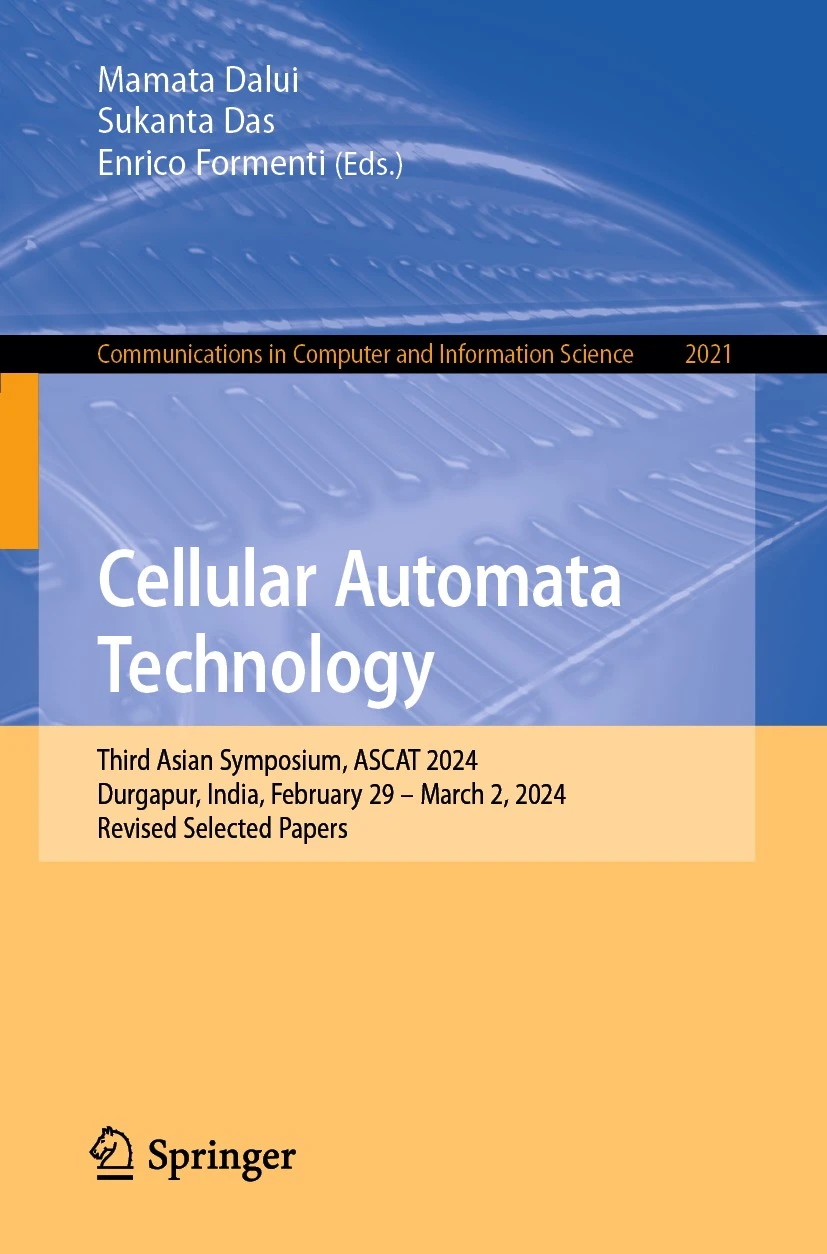 Mamata Dalui
Sukanta Das
Enrico Formenti (Eds.)
Communications in Computer and Information Science 2021
Cellular Automata
Technology
Third Asian Symposium, ASCAT 2024
Durgapur, India, February 29 – March 2, 2024
Revised Selected Papers
Springer